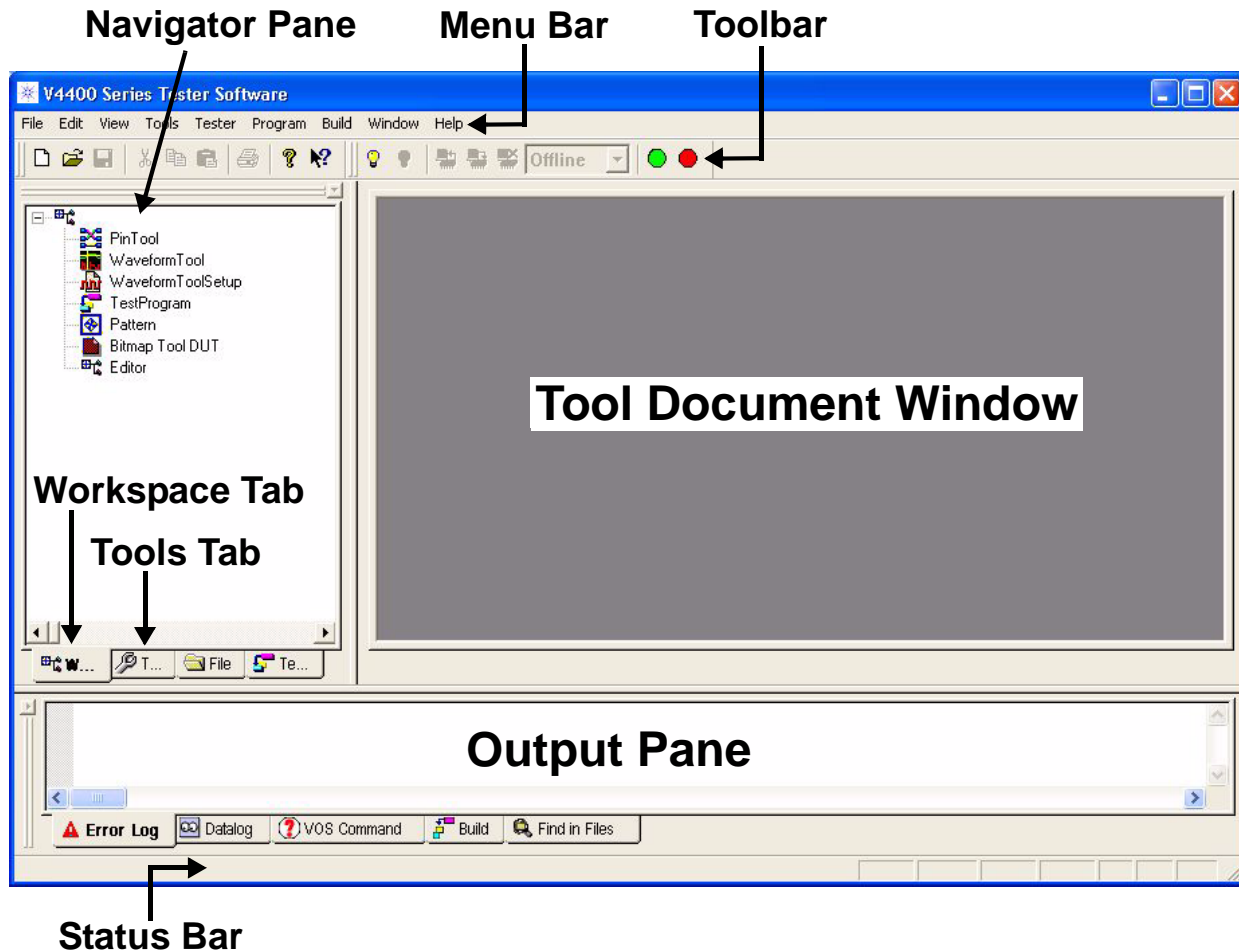 Navigator Pane Menu Bar Toolbar
V4400 Series Tester Software
File Edit View Tools Tester Program Build Window Help
Offline
PinTool
WaveformTool
WaveformToolSetup
TestProgram
Pattern
Bitmap Tool DUT
Editor
Tool Document Window
Workspace Tab
Tools Tab
W... T... File Te...
Output Pane
Error Log Datalog VOS Command Build Find in Files
Status Bar